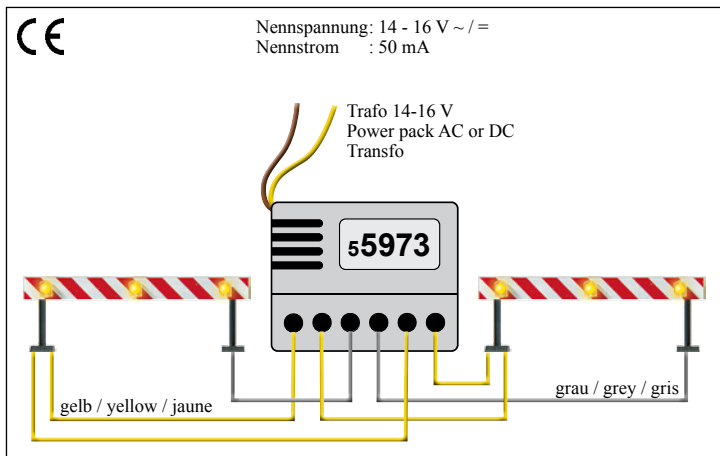 CE
Nennspannung: 14 - 16 V ~ / =
Nennstrom : 50 mA
Trafo 14-16 V
Power pack AC or DC
Transfo
55973
gelb / yellow / jaune
grau / grey / gris